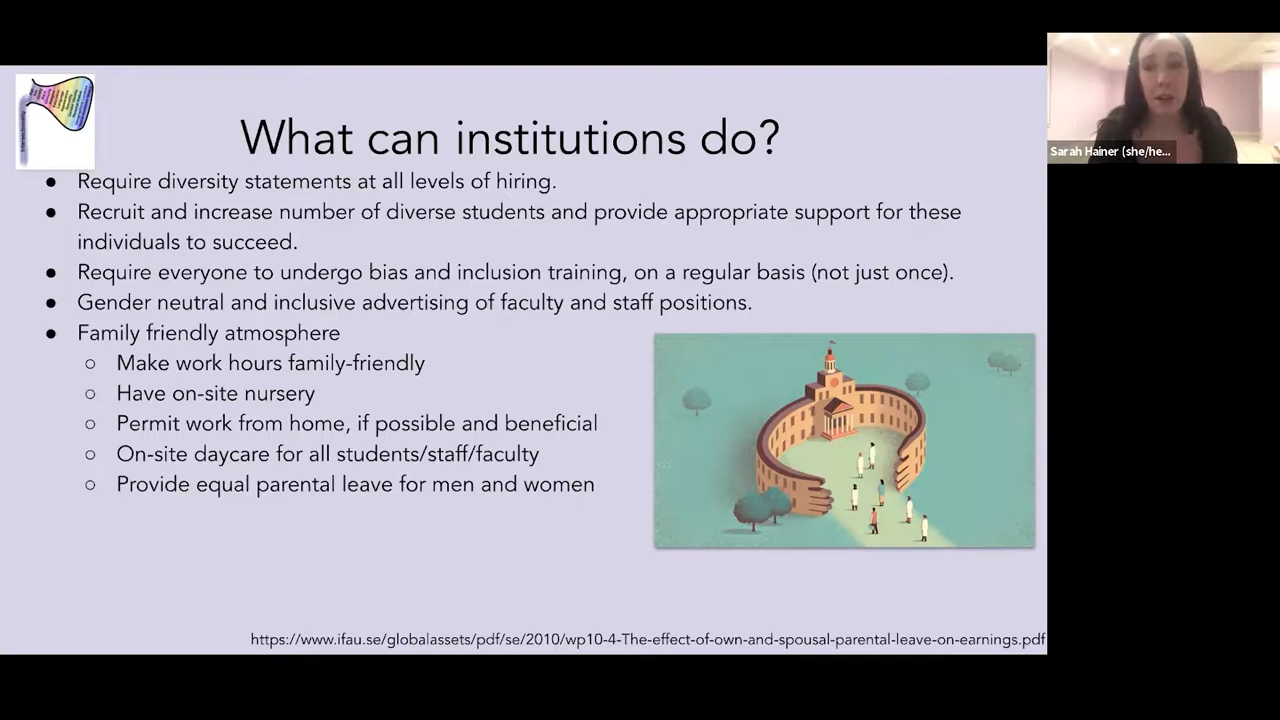 What can institutions do?
● Require diversity statements at all levels of hiring.
● Recruit and increase number of diverse students and provide appropriate support for these
individuals to succeed.
● Require everyone to undergo bias and inclusion training, on a regular basis (not just once).
● Gender neutral and inclusive advertising of faculty and staff positions.
● Family friendly atmosphere
○ Make work hours family-friendly
○ Have on-site nursery
○ Permit work from home, if possible and beneficial
○ On-site daycare for all students/staff/faculty
○ Provide equal parental leave for men and women
https://www.ifau.se/globalassets/pdf/se/2010/wp10-4-The-effect-of-own-and-spousal-parental-leave-on-earnings.pdf
Sarah Hainer (she/he...
Intersectionality